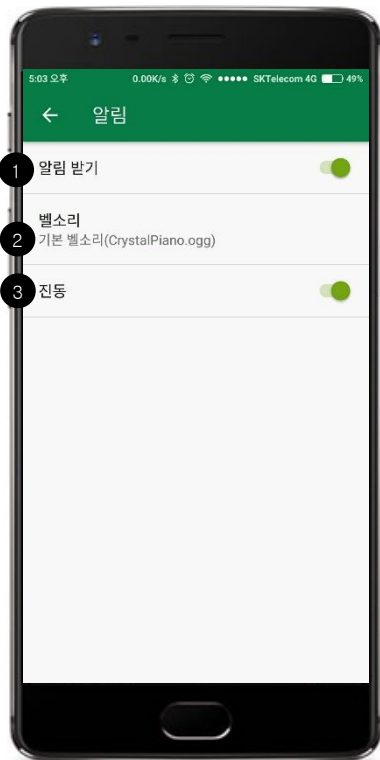 5:03 오후 0.00K/s SKTelecom 4G 49%
알림
1 알림 받기
벨소리
2 기본 벨소리(CrystalPiano.ogg)
3 진동